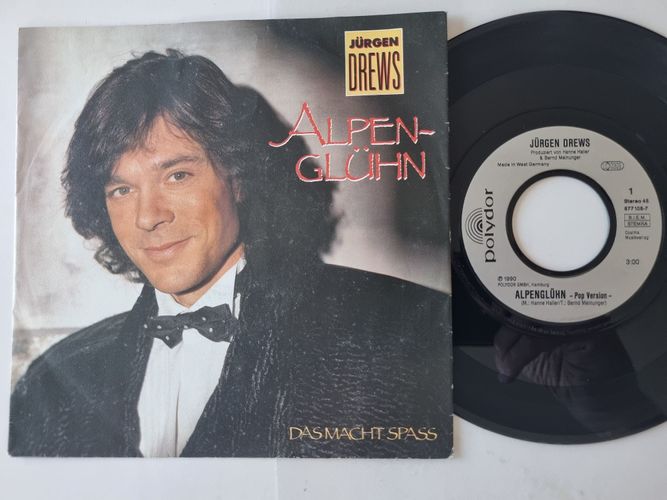 JÜRGEN
DREWS
ALPEN-
GLÜHN
DAS MACHT SPASS
JÜRGEN DREWS
Produziert von Hanne Haller
& Bernd Meinunger
Made in West Germany
polydor
1
Stereo 45
877 108-7
B.I.E.M.
STEMRA
Musikverlag
3:00
℗ 1990
POLYDOR GMBH, Hamburg
ALPENGLÜHN – Pop Version –
(M.: Hanne Haller/T.: Bernd Meinunger)